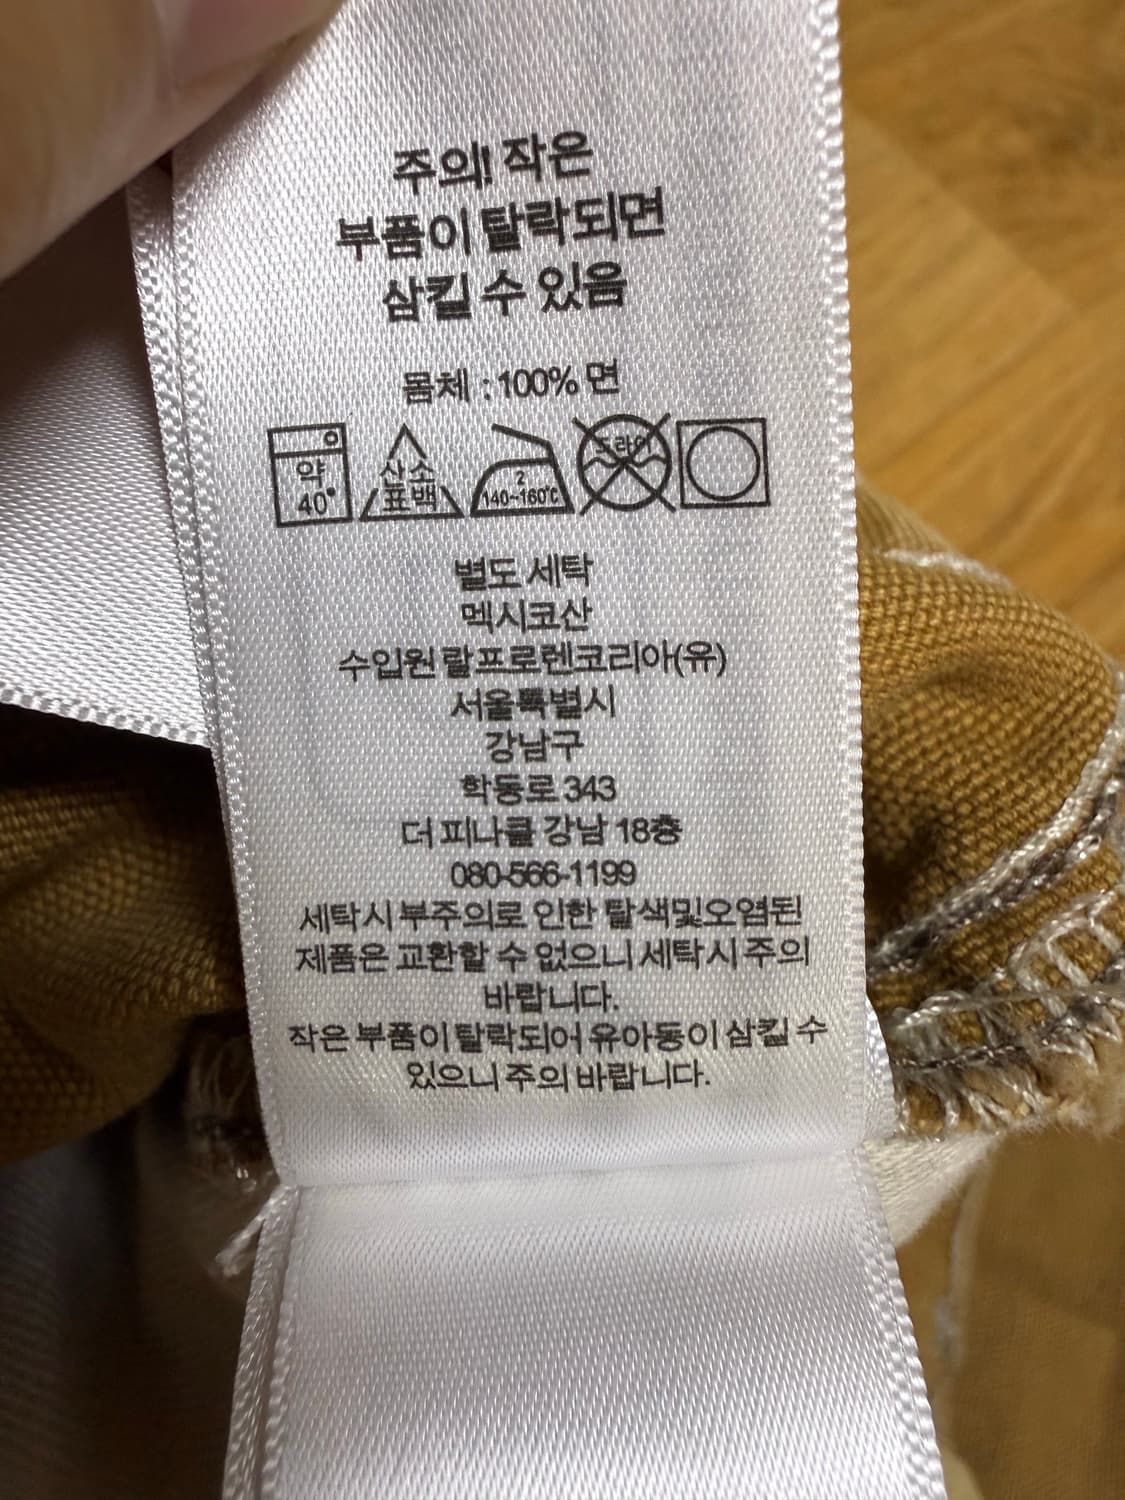 주의! 작은
부품이 탈락되면
삼킬 수 있음
몸체 : 100% 면
약
40°
산소
표백
2
140~160℃
드라이
별도 세탁
멕시코산
수입원 랄프로렌코리아(유)
서울특별시
강남구
학동로 343
더 피나클 강남 18층
080-566-1199
세탁시 부주의로 인한 탈색및오염된
제품은 교환할 수 없으니 세탁시 주의
바랍니다.
작은 부품이 탈락되어 유아동이 삼킬 수
있으니 주의 바랍니다.